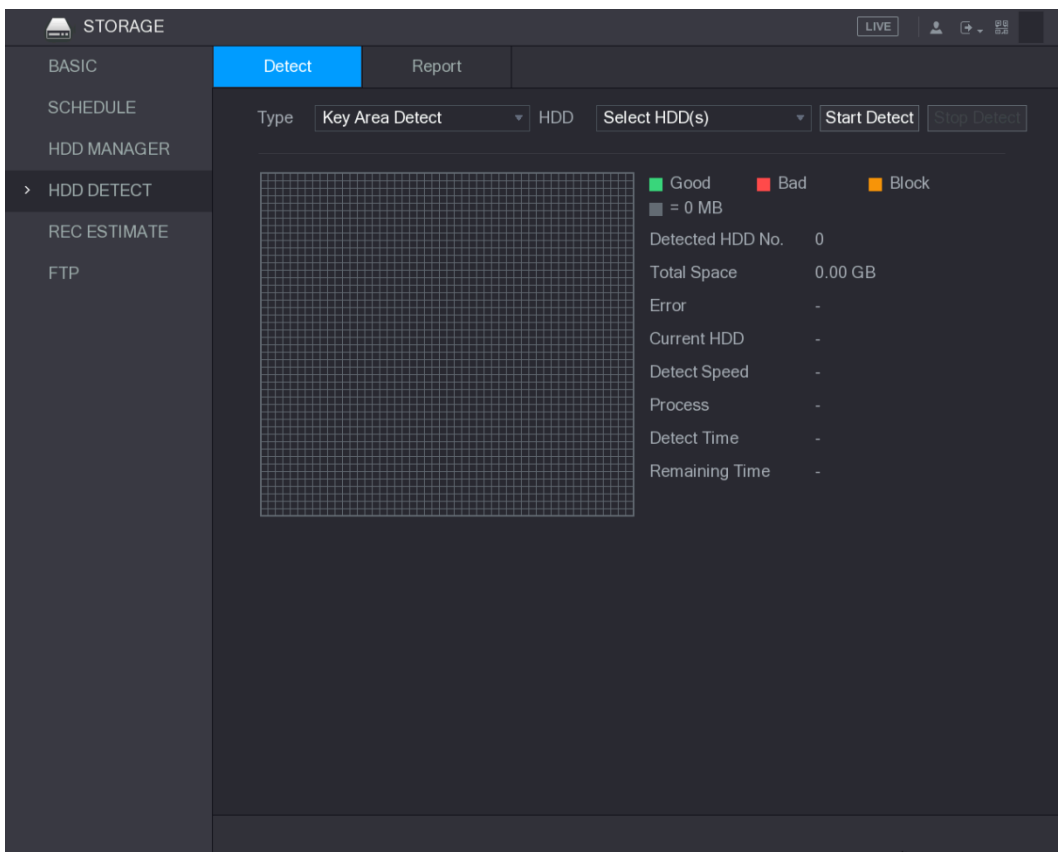 STORAGE LIVE
BASIC
SCHEDULE
HDD MANAGER
> HDD DETECT
REC ESTIMATE
FTP
Detect Report
Type Key Area Detect HDD Select HDD(s) Start Detect Stop Detect
Good Bad Block
= 0 MB
Detected HDD No. 0
Total Space 0.00 GB
Error -
Current HDD -
Detect Speed -
Process -
Detect Time -
Remaining Time -